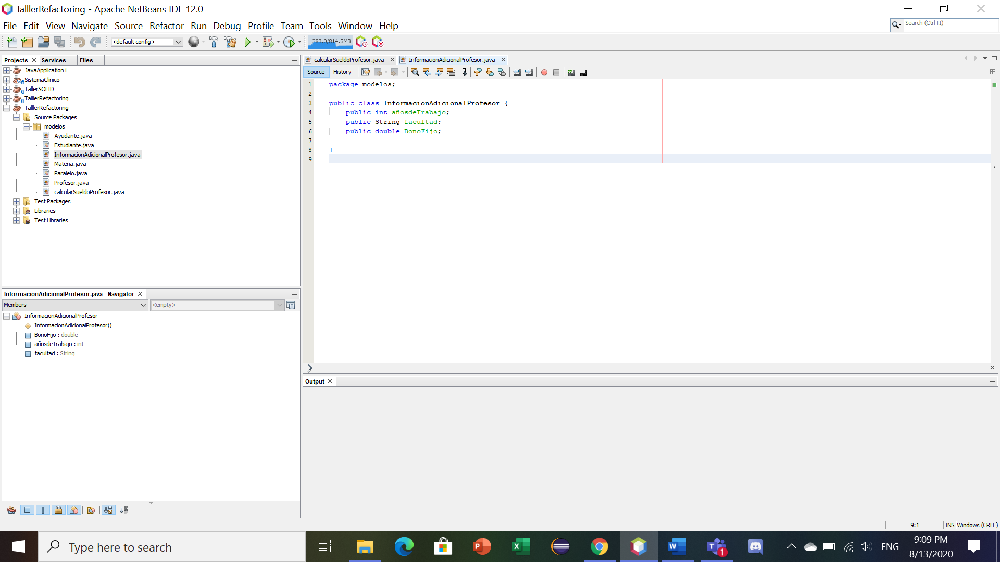 TalllerRefactoring - Apache NetBeans IDE 12.0
File Edit View Navigate Source Refactor Run Debug Profile Team Tools Window Help
Search (Ctrl+I)
<default config>
283.0/814.5MB
Projects Services Files
JavaApplication1
SistemaClinico
TallerSOLID
TalllerRefactoring
TalllerRefactoring
Source Packages
modelos
Ayudante.java
Estudiante.java
InformacionAdicionalProfesor.java
Materia.java
Paralelo.java
Profesor.java
calcularSueldoProfesor.java
Test Packages
Libraries
Test Libraries
calcularSueldoProfesor.java InformacionAdicionalProfesor.java
Source History
1 package modelos;
2
3 public class InformacionAdicionalProfesor {
4 public int añosdeTrabajo;
5 public String facultad;
6 public double BonoFijo;
7
8 }
9
InformacionAdicionalProfesor.java - Navigator
Members <empty>
InformacionAdicionalProfesor
InformacionAdicionalProfesor()
BonoFijo : double
añosdeTrabajo : int
facultad : String
Output
9:1 INS Windows (CRLF)
Type here to search
1
ENG
9:09 PM
8/13/2020